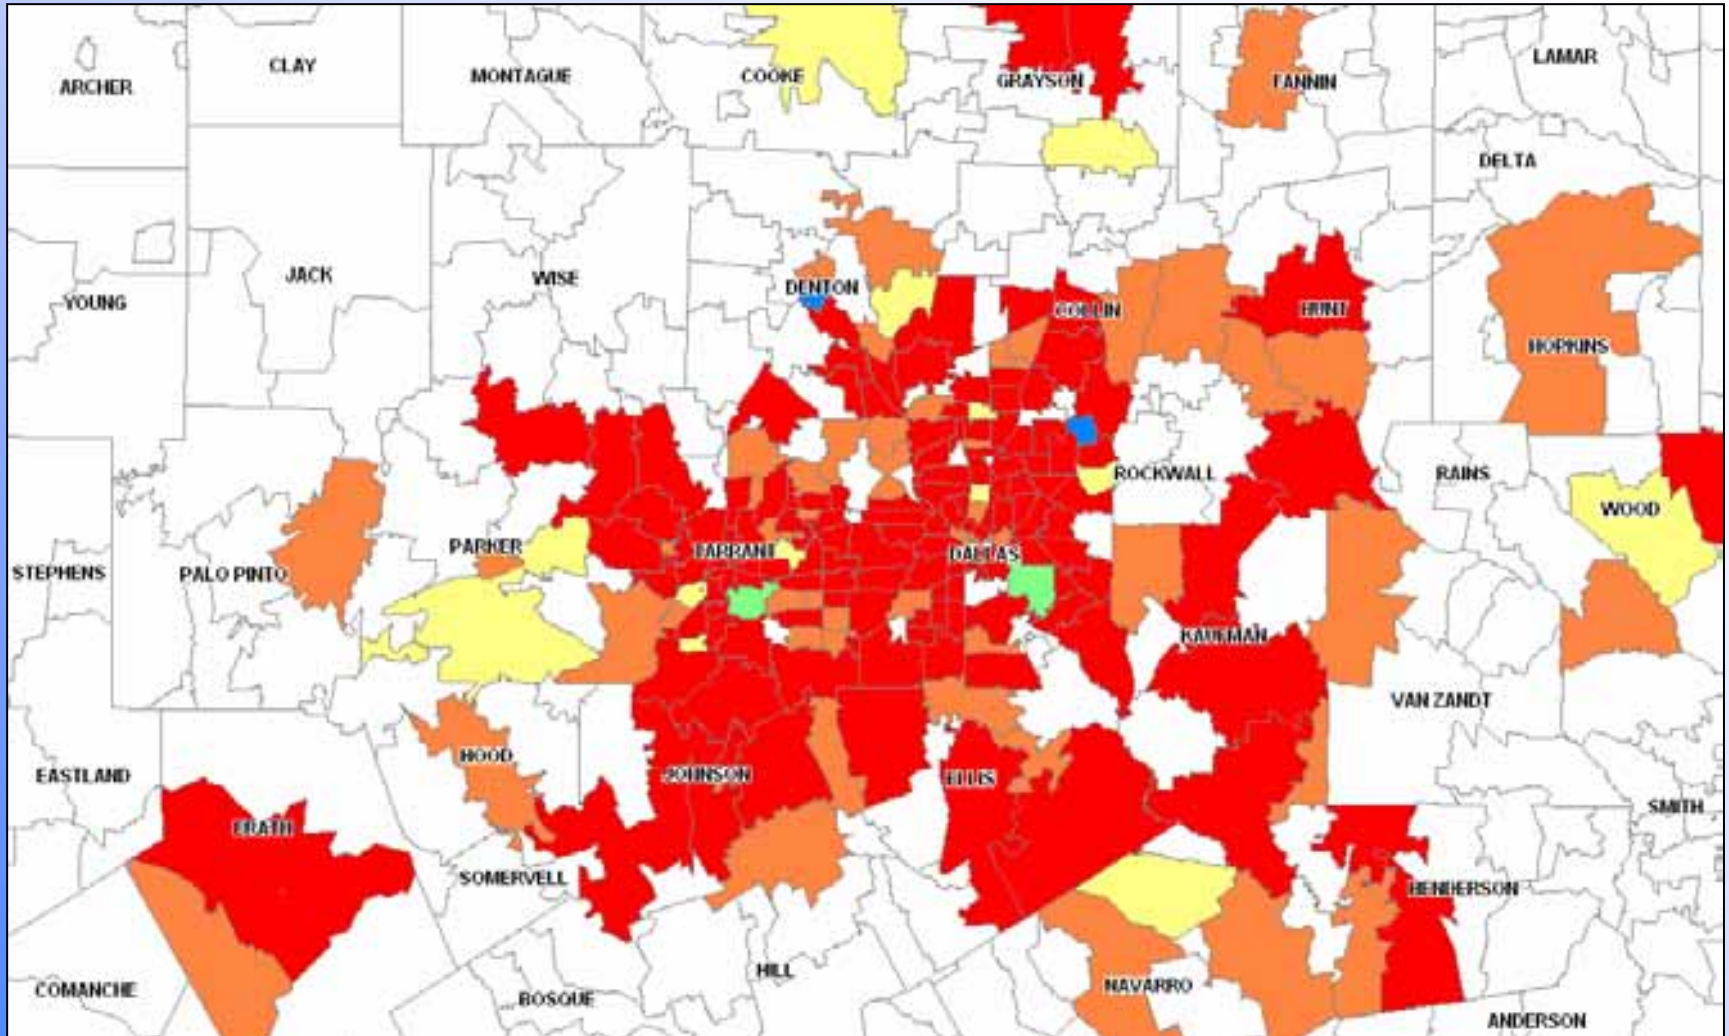 LAMAR
CLAY
MONTAGUE
COOKE
GRAYSON
FANNIN
ARCHER
DELTA
JACK
WISE
DENTON
YOUNG
COLLIN
HUNT
HOPKINS
ROCKWALL
RAINS
WOOD
PARKER
TARRANT
DALLAS
STEPHENS
PALO PINTO
KAUFMAN
VAN ZANDT
HOOD
EASTLAND
JOHNSON
ELLIS
SMITH
ERATH
SOMERVELL
HENDERSON
HILL
NAVARRO
COMANCHE
BOSQUE
ANDERSON